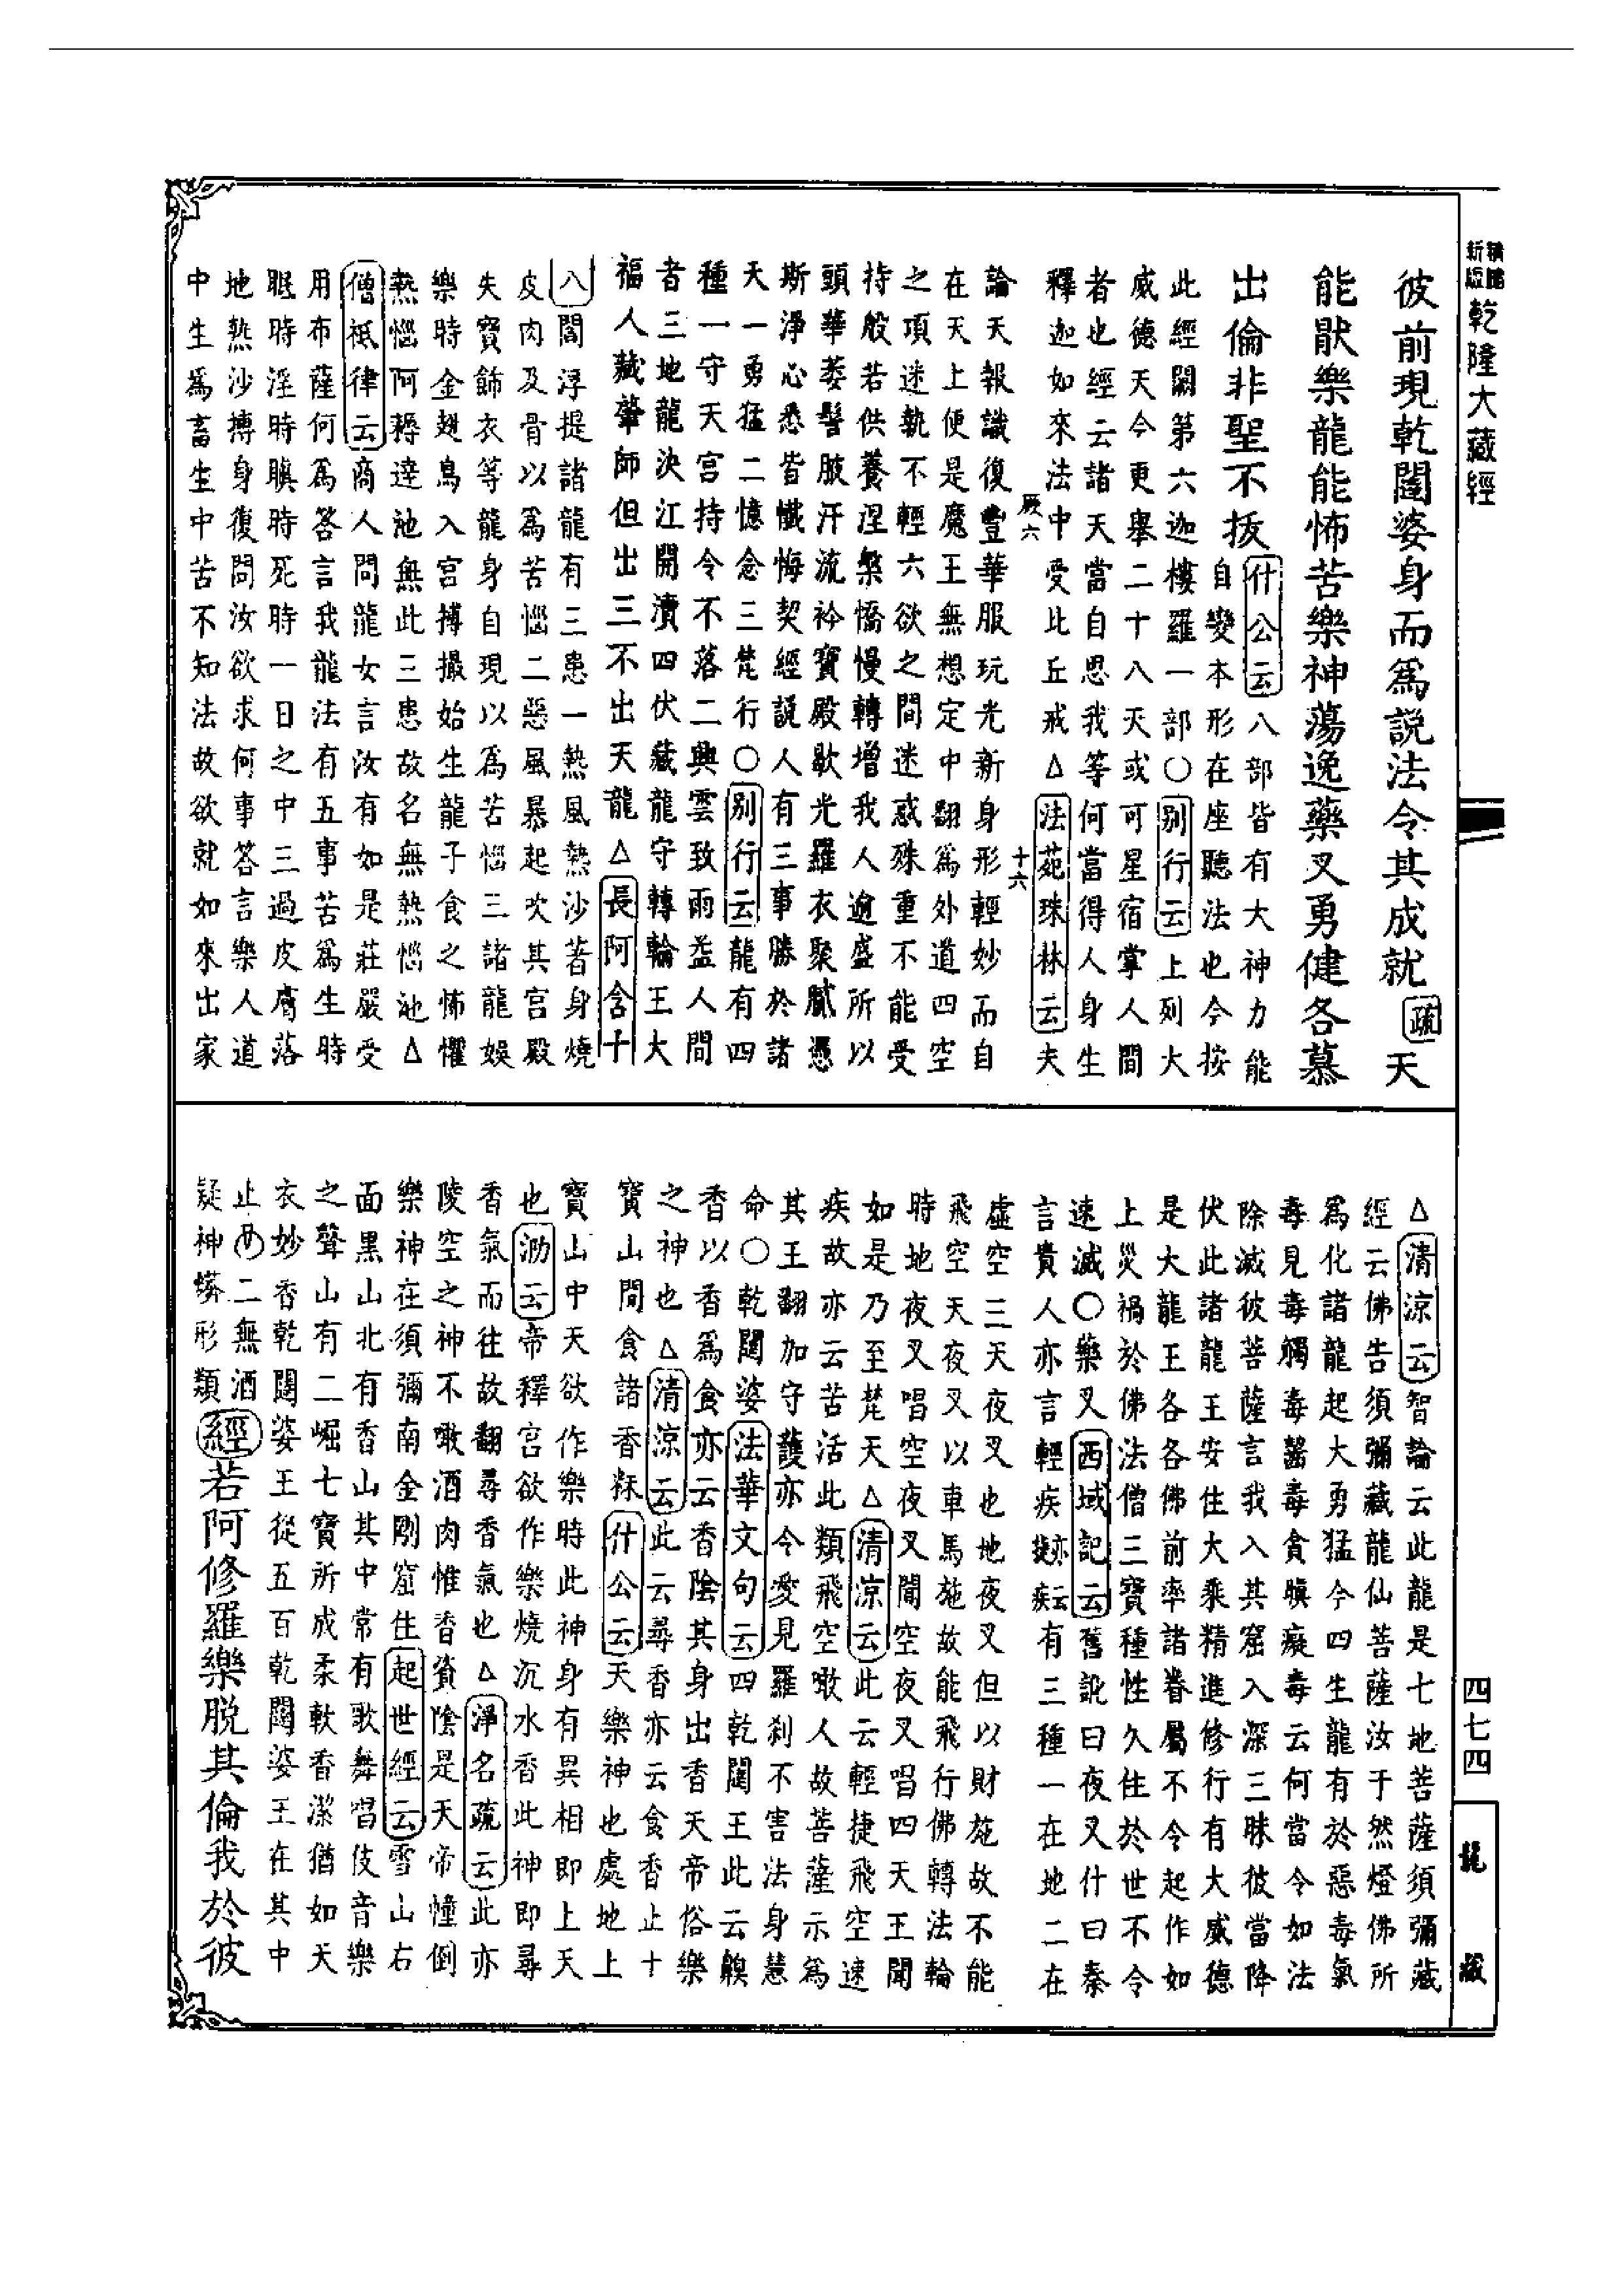 新版
精縮
乾隆大藏經
彼前現乾闥婆身而爲說法令其成就疏天
能猒樂龍能怖苦樂神蕩逸藥叉勇健各慕
出倫非聖不拔什公云八部皆有大神力能
自變本形在座聽法也今按
此經闕第六迦樓羅一部○別行云上列大
威德天今更舉二十八天或可星宿掌人間
者也經云諸天當自思我等何當得人身生
釋迦如來法中受比丘戒△法苑珠林云夫
厥六
十六
論天報識復豐華服玩光新身形輕妙而自
在天上便是魔王無想定中翻爲外道四空
之項迷執不輕六欲之間迷惑殊重不能受
持般若供養涅槃憍慢轉增我人逾盛所以
頭華萎髻腋汗流衿寶殿歇光羅衣聚膩憑
斯淨心悉皆懺悔契經說人有三事勝於諸
天一勇猛二憶念三梵行○別行云龍有四
種一守天宮持令不落二興雲致雨益人間
者三地龍決江開瀆四伏藏龍守轉輪王大
福人藏肇師但出三不出天龍△長阿含十
八閻浮提諸龍有三患一熱風熱沙若身燒
皮肉及骨以爲苦惱二惡風暴起吹其宮殿
失寶飾衣等龍身自現以爲苦惱三諸龍娛
樂時金翅鳥入宮搏撮始生龍子食之怖懼
熱惱阿耨達池無此三患故名無熱惱池△
僧祇律云商人問龍女言汝有如是莊嚴受
用布薩何爲答言我龍法有五事苦爲生時
眠時淫時瞋時死時一日之中三過皮膚落
地熱沙搏身復問汝欲求何事答言樂人道
中生爲畜生中苦不知法故欲就如來出家
△清涼云智論云此龍是七地菩薩須彌藏
經云佛告須彌藏龍仙菩薩汝于然燈佛所
爲化諸龍起大勇猛今四生龍有於惡毒氣
毒見毒觸毒齧毒貪瞋癡毒云何當令如法
除滅彼菩薩言我入其窟入深三昧彼當降
伏此諸龍王安住大乘精進修行有大威德
是大龍王各各佛前率諸眷屬不令起作如
上災禍於佛法僧三寶種性久住於世不令
速滅○藥叉西域記云舊訛曰夜叉什曰秦
言貴人亦言輕疾亦云捷疾有三種一在地二在
虛空三天夜叉也地夜叉但以財施故不能
飛空天夜叉以車馬施故能飛行佛轉法輪
時地夜叉唱空夜叉聞空夜叉唱四天王聞
如是乃至梵天△清涼云此云輕捷飛空速
疾故亦云苦活此類飛空噉人故菩薩示爲
其王翻加守護亦令愛見羅剎不害法身慧
命○乾闥婆法華文句云四乾闥王此云齅
香以香爲食亦云香陰其身出香天帝俗樂
之神也△清涼云此云尋香亦云食香止十
寶山間食諸香秣什公云天樂神也處地上
寶山中天欲作樂時此神身有異相即上天
也泐云帝釋宮欲作樂燒沉水香此神即尋
香氣而往故翻尋香氣也△淨名疏云此亦
陵空之神不噉酒肉惟香資陰是天帝幢倒
樂神在須彌南金剛窟住起世經云雪山右
面黑山北有香山其中常有歌舞唱伎音樂
之聲山有二崛七寶所成柔軟香潔猶如天
衣妙香乾闥婆王從五百乾闥婆王在其中
止㊛二無酒
疑神蟒形類經若阿修羅樂脫其倫我於彼
四七四
龍藏